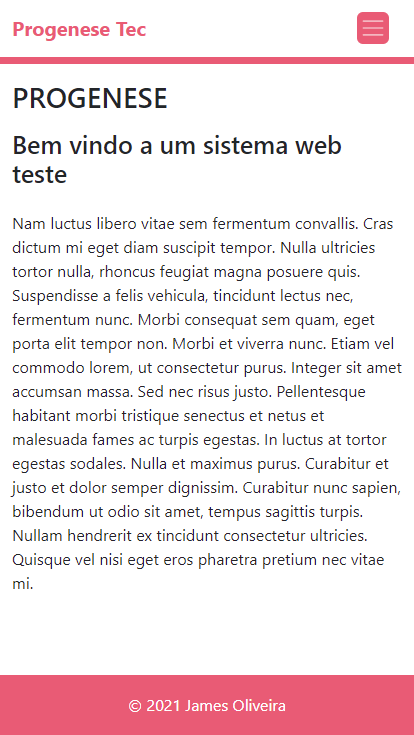 Progenese Tec
PROGENESE
Bem vindo a um sistema web
teste
Nam luctus libero vitae sem fermentum convallis. Cras
dictum mi eget diam suscipit tempor. Nulla ultricies
tortor nulla, rhoncus feugiat magna posuere quis.
Suspendisse a felis vehicula, tincidunt lectus nec,
fermentum nunc. Morbi consequat sem quam, eget
porta elit tempor non. Morbi et viverra nunc. Etiam vel
commodo lorem, ut consectetur purus. Integer sit amet
accumsan massa. Sed nec risus justo. Pellentesque
habitant morbi tristique senectus et netus et
malesuada fames ac turpis egestas. In luctus at tortor
egestas sodales. Nulla et maximus purus. Curabitur et
justo et dolor semper dignissim. Curabitur nunc sapien,
bibendum ut odio sit amet, tempus sagittis turpis.
Nullam hendrerit ex tincidunt consectetur ultricies.
Quisque vel nisi eget eros pharetra pretium nec vitae
mi.
© 2021 James Oliveira